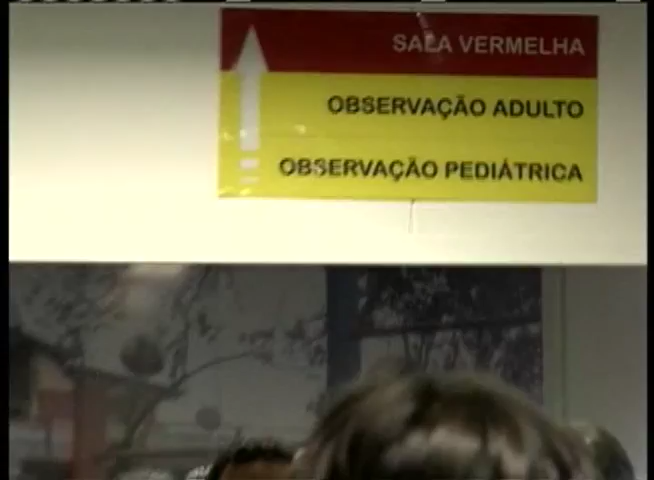 SALA VERMELHA
OBSERVAÇÃO ADULTO
OBSERVAÇÃO PEDIÁTRICA